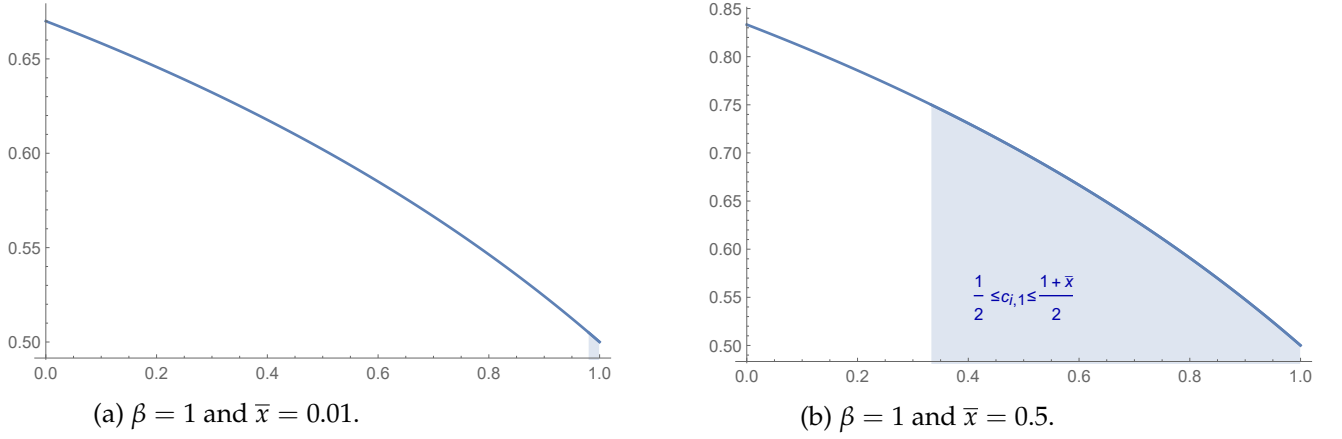 0.65
0.60
0.55
0.50
0.0 0.2 0.4 0.6 0.8 1.0
(a) β = 1 and x̅ = 0.01.
0.85
0.80
0.75
0.70
0.65
0.60
0.55
0.50
1/2 ≤ c_{i,1} ≤ (1 + x̅)/2
0.0 0.2 0.4 0.6 0.8 1.0
(b) β = 1 and x̅ = 0.5.